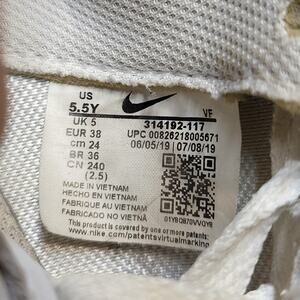 US
5.5Y
VF
UK 5
314192-117
EUR 38
UPC 00826218005671
cm 24
06/05/19 | 07/08/19
BR 36
CN 240
(2.5)
MADE IN VIETNAM
HECHO EN VIETNAM
FABRIQUE AU VIETNAM
FABRICADO NO VIETNÃ
This product is covered by one or more patents:
www.nike.com/patentsvirtualmarking